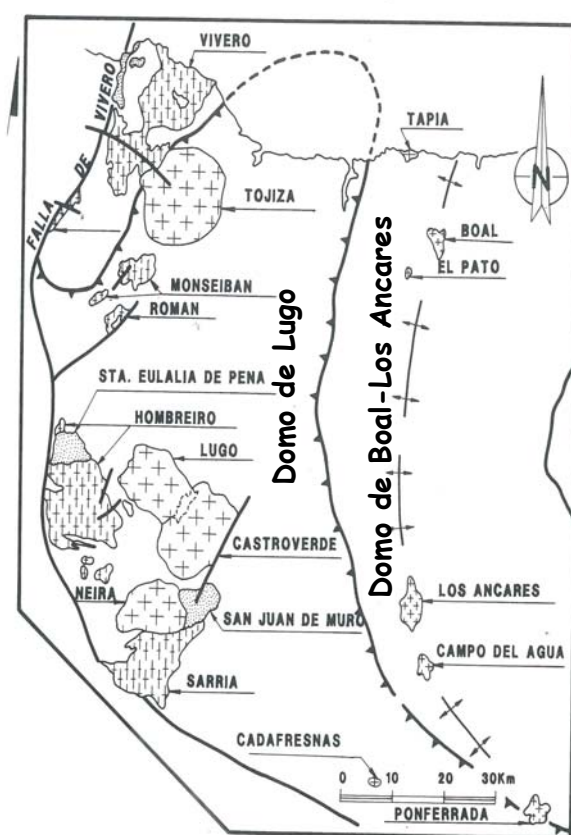 VIVERO
TAPIA
FALLA DE VIVERO
N
TOJIZA
BOAL
EL PATO
MONSEIBAN
ROMAN
Domo de Lugo
Domo de Boal-Los Ancares
STA. EULALIA DE PENA
HOMBREIRO
LUGO
CASTROVERDE
LOS ANCARES
NEIRA
SAN JUAN DE MURO
CAMPO DEL AGUA
SARRIA
CADAFRESNAS
0 10 20 30Km
PONFERRADA